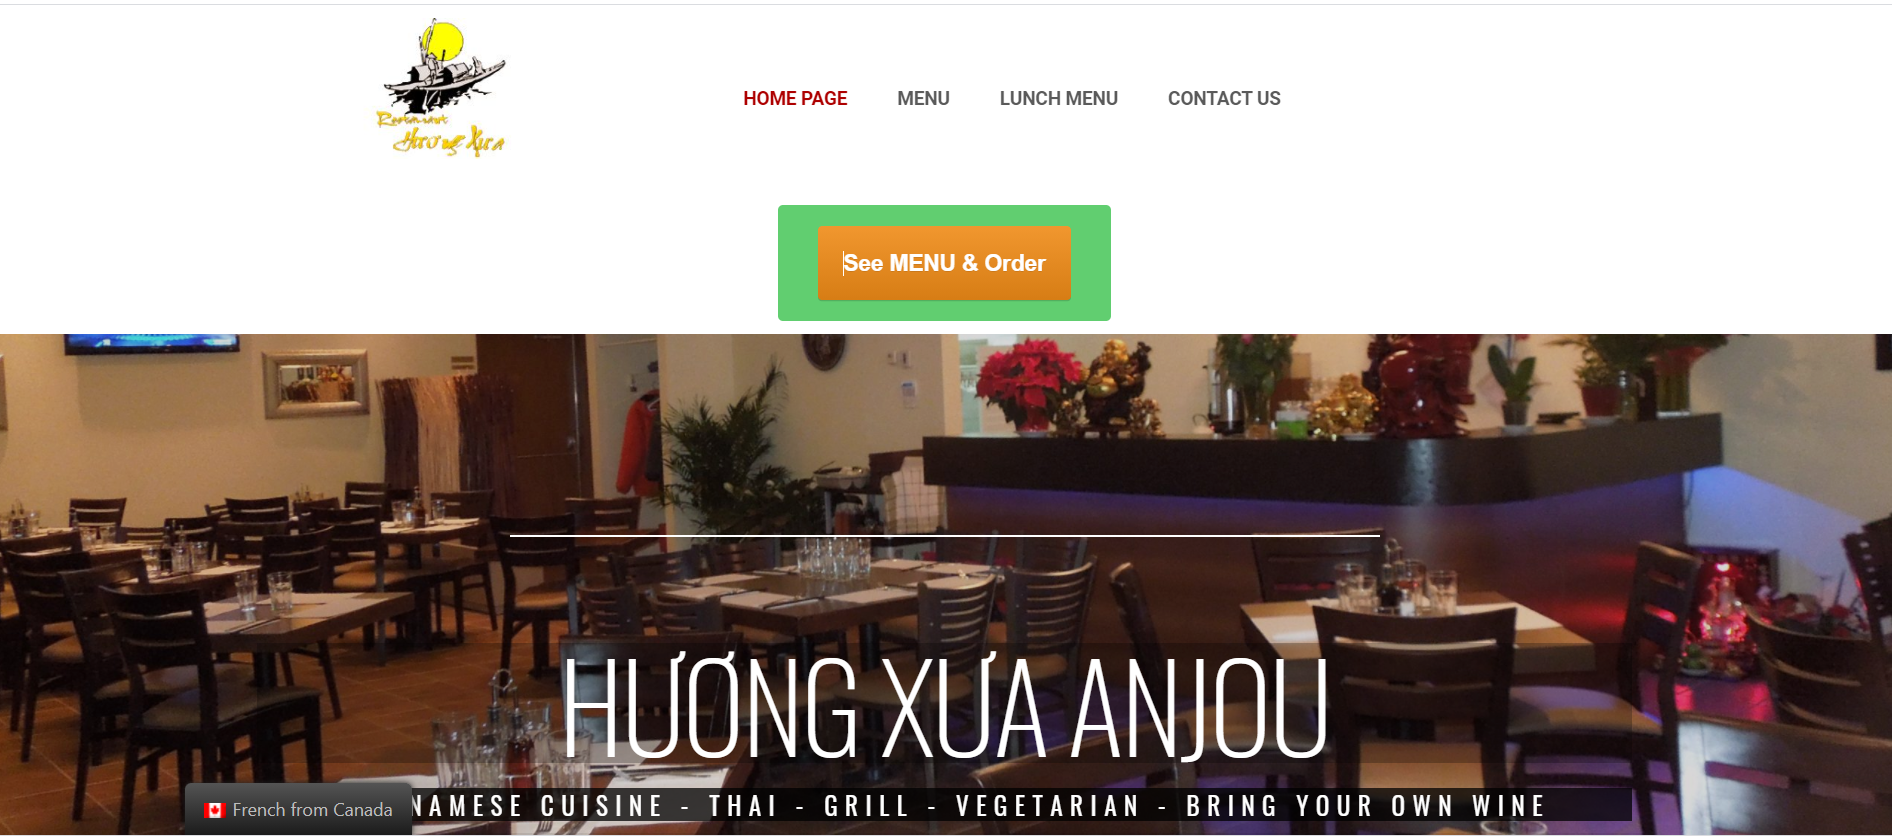 Restaurant
Hương Xưa
HOME PAGE
MENU
LUNCH MENU
CONTACT US
See MENU & Order
HƯƠNG XƯA ANJOU
NAMESE CUISINE - THAI - GRILL - VEGETARIAN - BRING YOUR OWN WINE
French from Canada